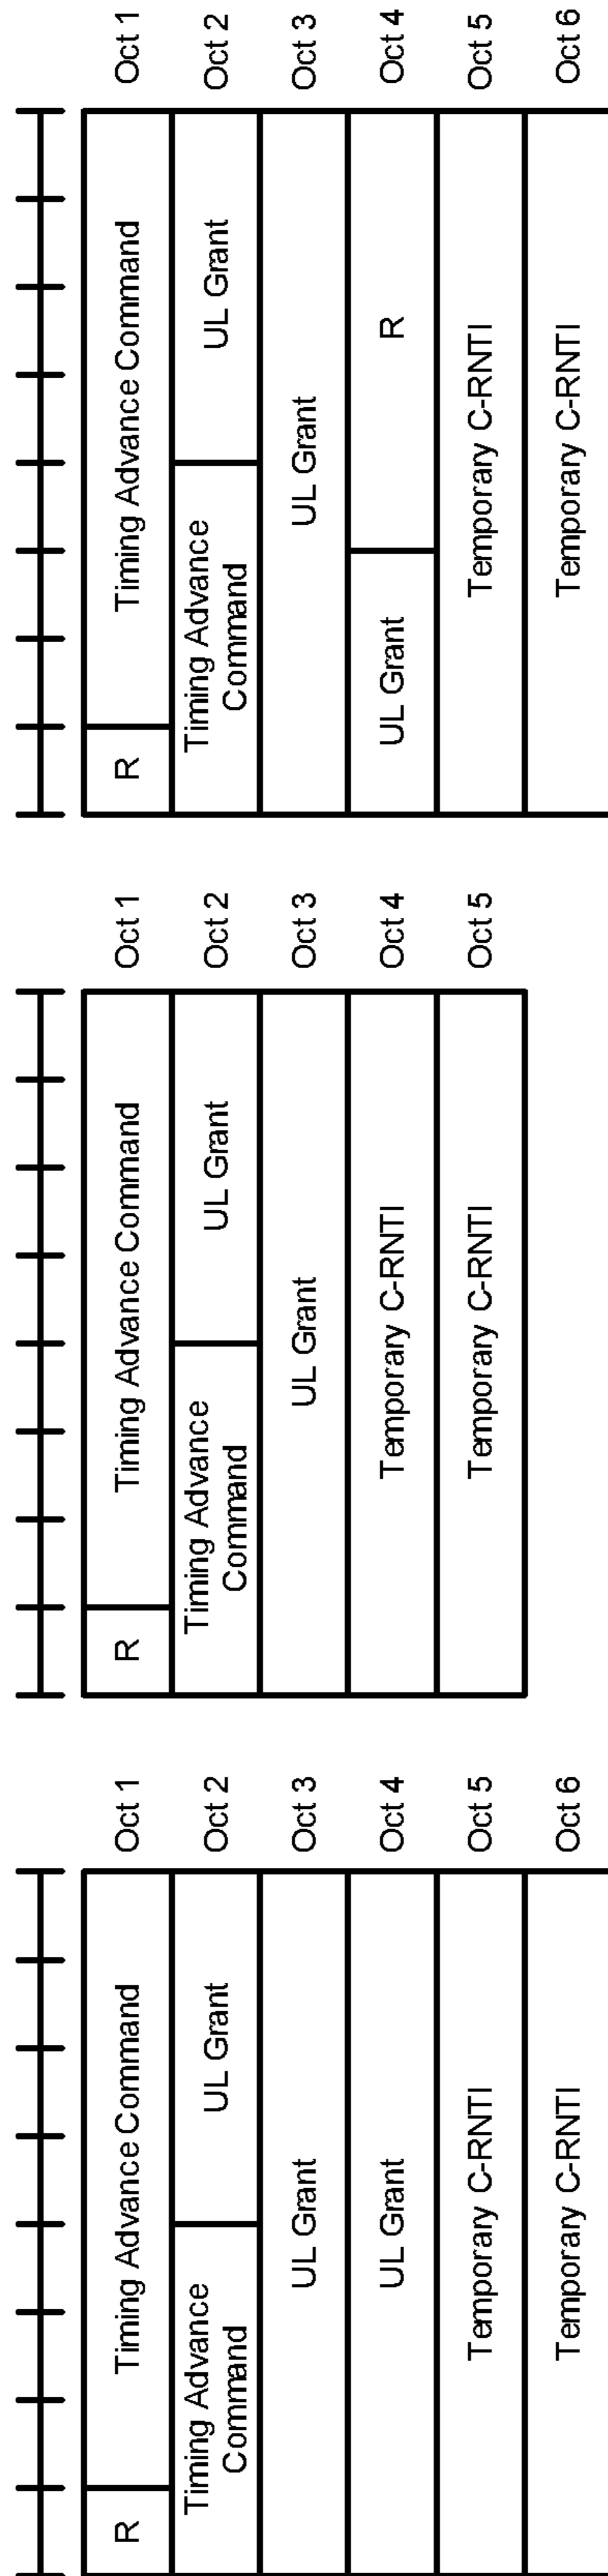 R
Timing Advance Command
Oct 1
Timing Advance
Command
UL Grant
Oct 2
UL Grant
Oct 3
UL Grant
Oct 4
Temporary C-RNTI
Oct 5
Temporary C-RNTI
Oct 6
R
Timing Advance Command
Oct 1
Timing Advance
Command
UL Grant
Oct 2
UL Grant
Oct 3
Temporary C-RNTI
Oct 4
Temporary C-RNTI
Oct 5
R
Timing Advance Command
Oct 1
Timing Advance
Command
UL Grant
Oct 2
UL Grant
Oct 3
UL Grant
R
Oct 4
Temporary C-RNTI
Oct 5
Temporary C-RNTI
Oct 6